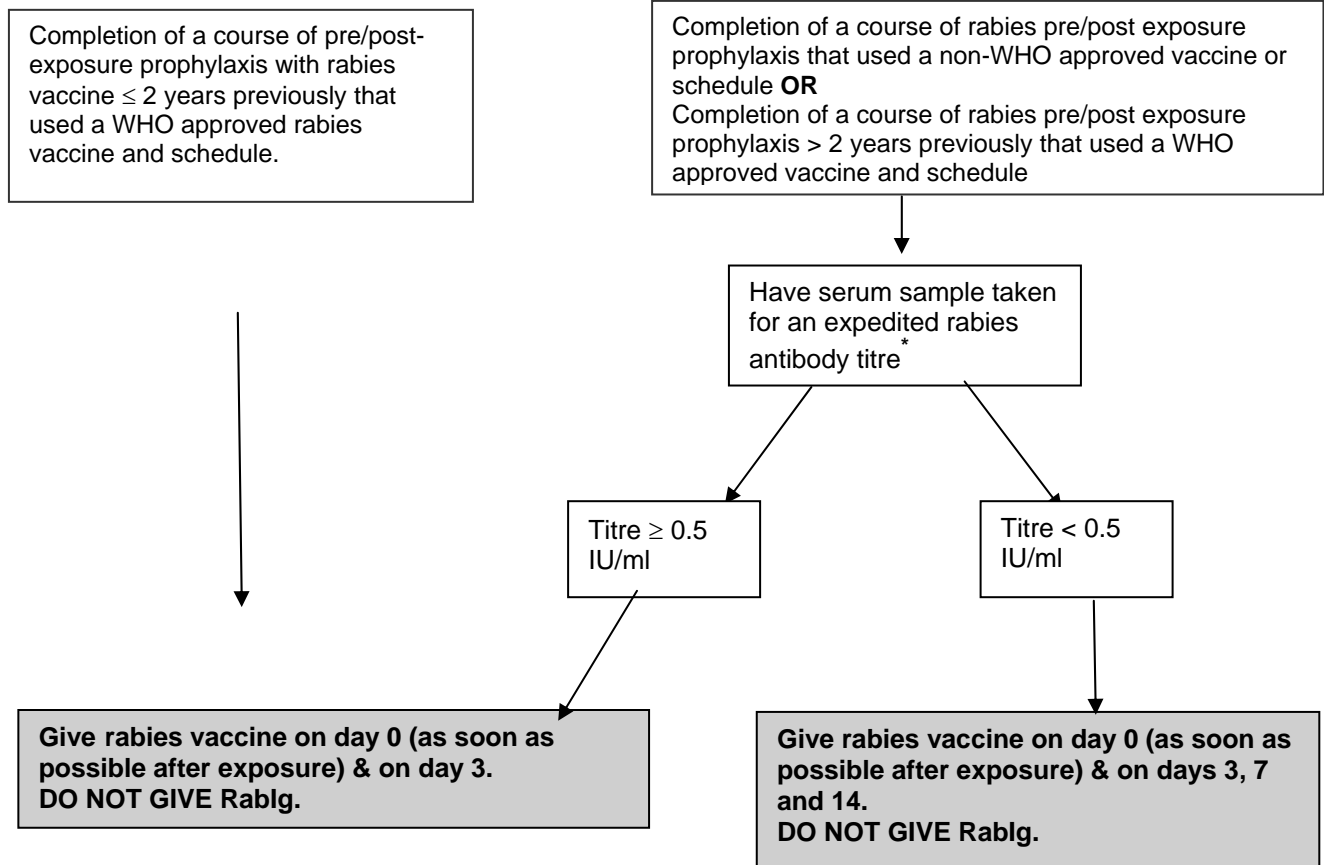 Completion of a course of pre/post-
exposure prophylaxis with rabies
vaccine ≤ 2 years previously that
used a WHO approved rabies
vaccine and schedule.
Completion of a course of rabies pre/post exposure
prophylaxis that used a non-WHO approved vaccine or
schedule OR
Completion of a course of rabies pre/post exposure
prophylaxis > 2 years previously that used a WHO
approved vaccine and schedule
Have serum sample taken
for an expedited rabies
antibody titre*
Titre ≥ 0.5
IU/ml
Titre < 0.5
IU/ml
Give rabies vaccine on day 0 (as soon as
possible after exposure) & on day 3.
DO NOT GIVE RabIg.
Give rabies vaccine on day 0 (as soon as
possible after exposure) & on days 3, 7
and 14.
DO NOT GIVE RabIg.